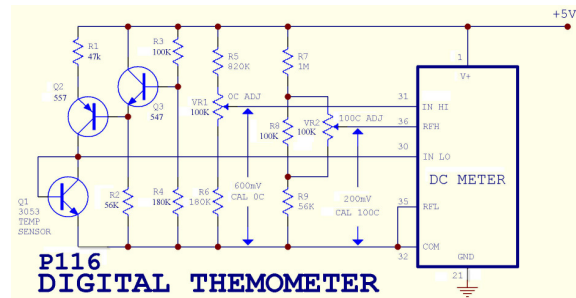 +5V
R1
47k
R3
100K
R5
820K
R7
1M
1
V+
Q2
557
Q3
547
VR1
100K
0C ADJ
31
IN HI
R8
100K
VR2
100K
100C ADJ
36
RFH
30
IN LO
DC METER
Q1
3053
TEMP
SENSOR
R2
56K
R4
180K
R6
180K
600mV
CAL 0C
R9
56K
200mV
CAL 100C
35
RFL
32
COM
GND
21
P116
DIGITAL THEMOMETER